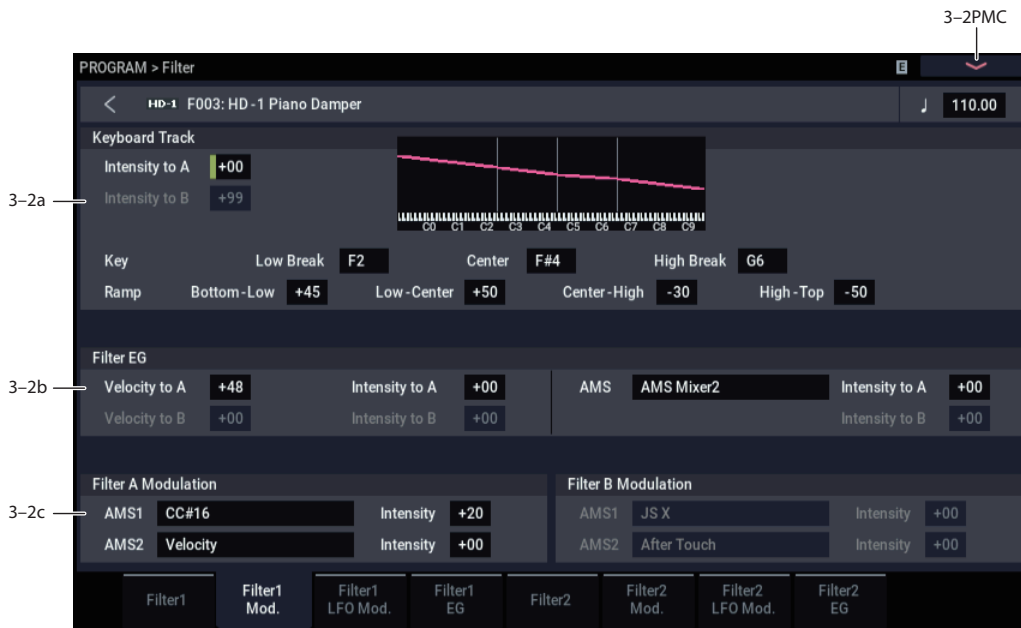 3–2PMC
PROGRAM > Filter E
HD-1 F003: HD-1 Piano Damper ♩ 110.00
Keyboard Track
Intensity to A +00
3–2a Intensity to B +99
C0 C1 C2 C3 C4 C5 C6 C7 C8 C9
Key Low Break F2 Center F#4 High Break G6
Ramp Bottom-Low +45 Low-Center +50 Center-High -30 High-Top -50
Filter EG
3–2b Velocity to A +48 Intensity to A +00 AMS AMS Mixer2 Intensity to A +00
Velocity to B +00 Intensity to B +00 Intensity to B +00
Filter A Modulation Filter B Modulation
3–2c AMS1 CC#16 Intensity +20 AMS1 JS X Intensity +00
AMS2 Velocity Intensity +00 AMS2 After Touch Intensity +00
Filter1 Filter1 Mod. Filter1 LFO Mod. Filter1 EG Filter2 Filter2 Mod. Filter2 LFO Mod. Filter2 EG